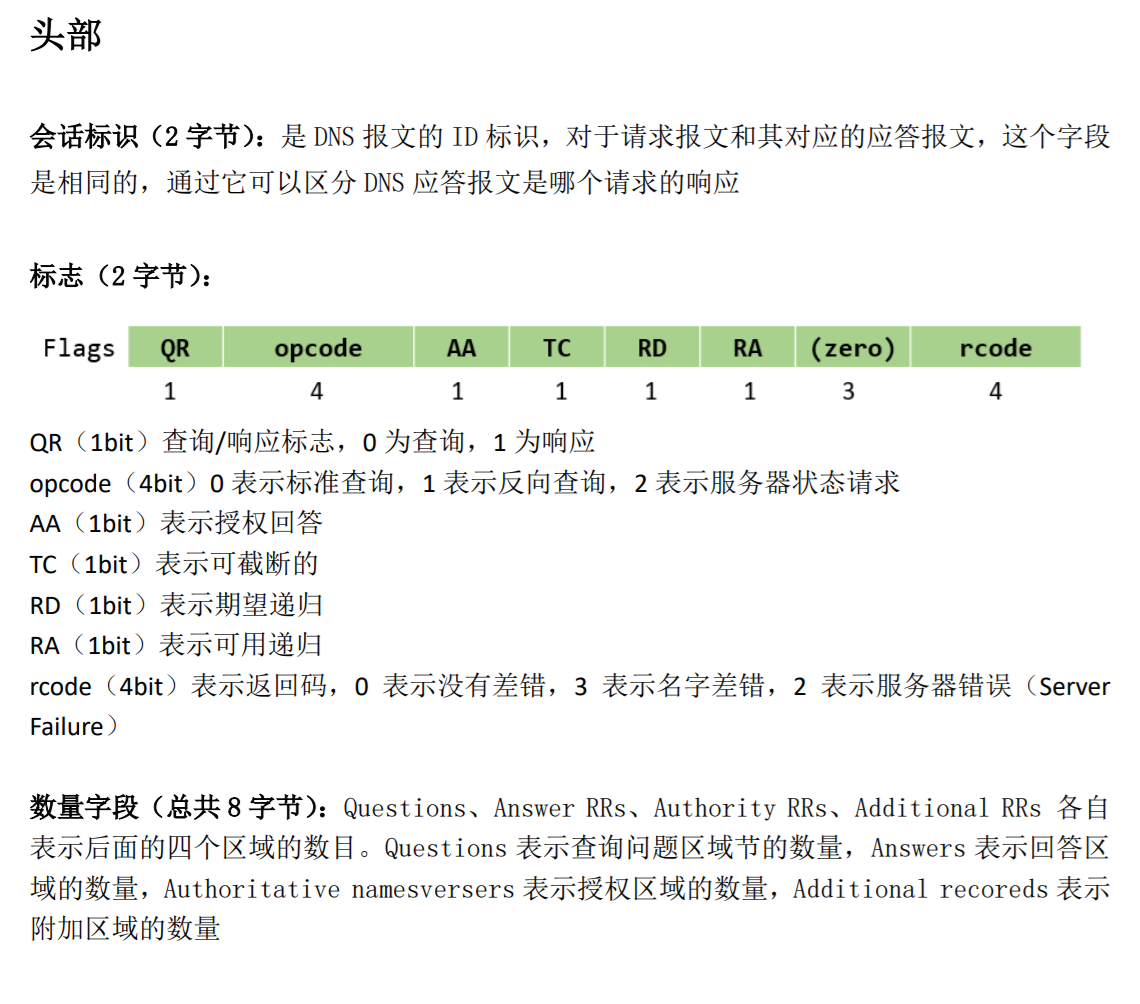 头部
会话标识（2 字节）：是 DNS 报文的 ID 标识，对于请求报文和其对应的应答报文，这个字段
是相同的，通过它可以区分 DNS 应答报文是哪个请求的响应
标志（2 字节）：
Flags QR opcode AA TC RD RA (zero) rcode
1 4 1 1 1 1 3 4
QR（1bit）查询/响应标志，0 为查询，1 为响应
opcode（4bit）0 表示标准查询，1 表示反向查询，2 表示服务器状态请求
AA（1bit）表示授权回答
TC（1bit）表示可截断的
RD（1bit）表示期望递归
RA（1bit）表示可用递归
rcode（4bit）表示返回码，0 表示没有差错，3 表示名字差错，2 表示服务器错误（Server
Failure）
数量字段（总共 8 字节）：Questions、Answer RRs、Authority RRs、Additional RRs 各自
表示后面的四个区域的数目。Questions 表示查询问题区域节的数量，Answers 表示回答区
域的数量，Authoritative namesversers 表示授权区域的数量，Additional recoreds 表示
附加区域的数量